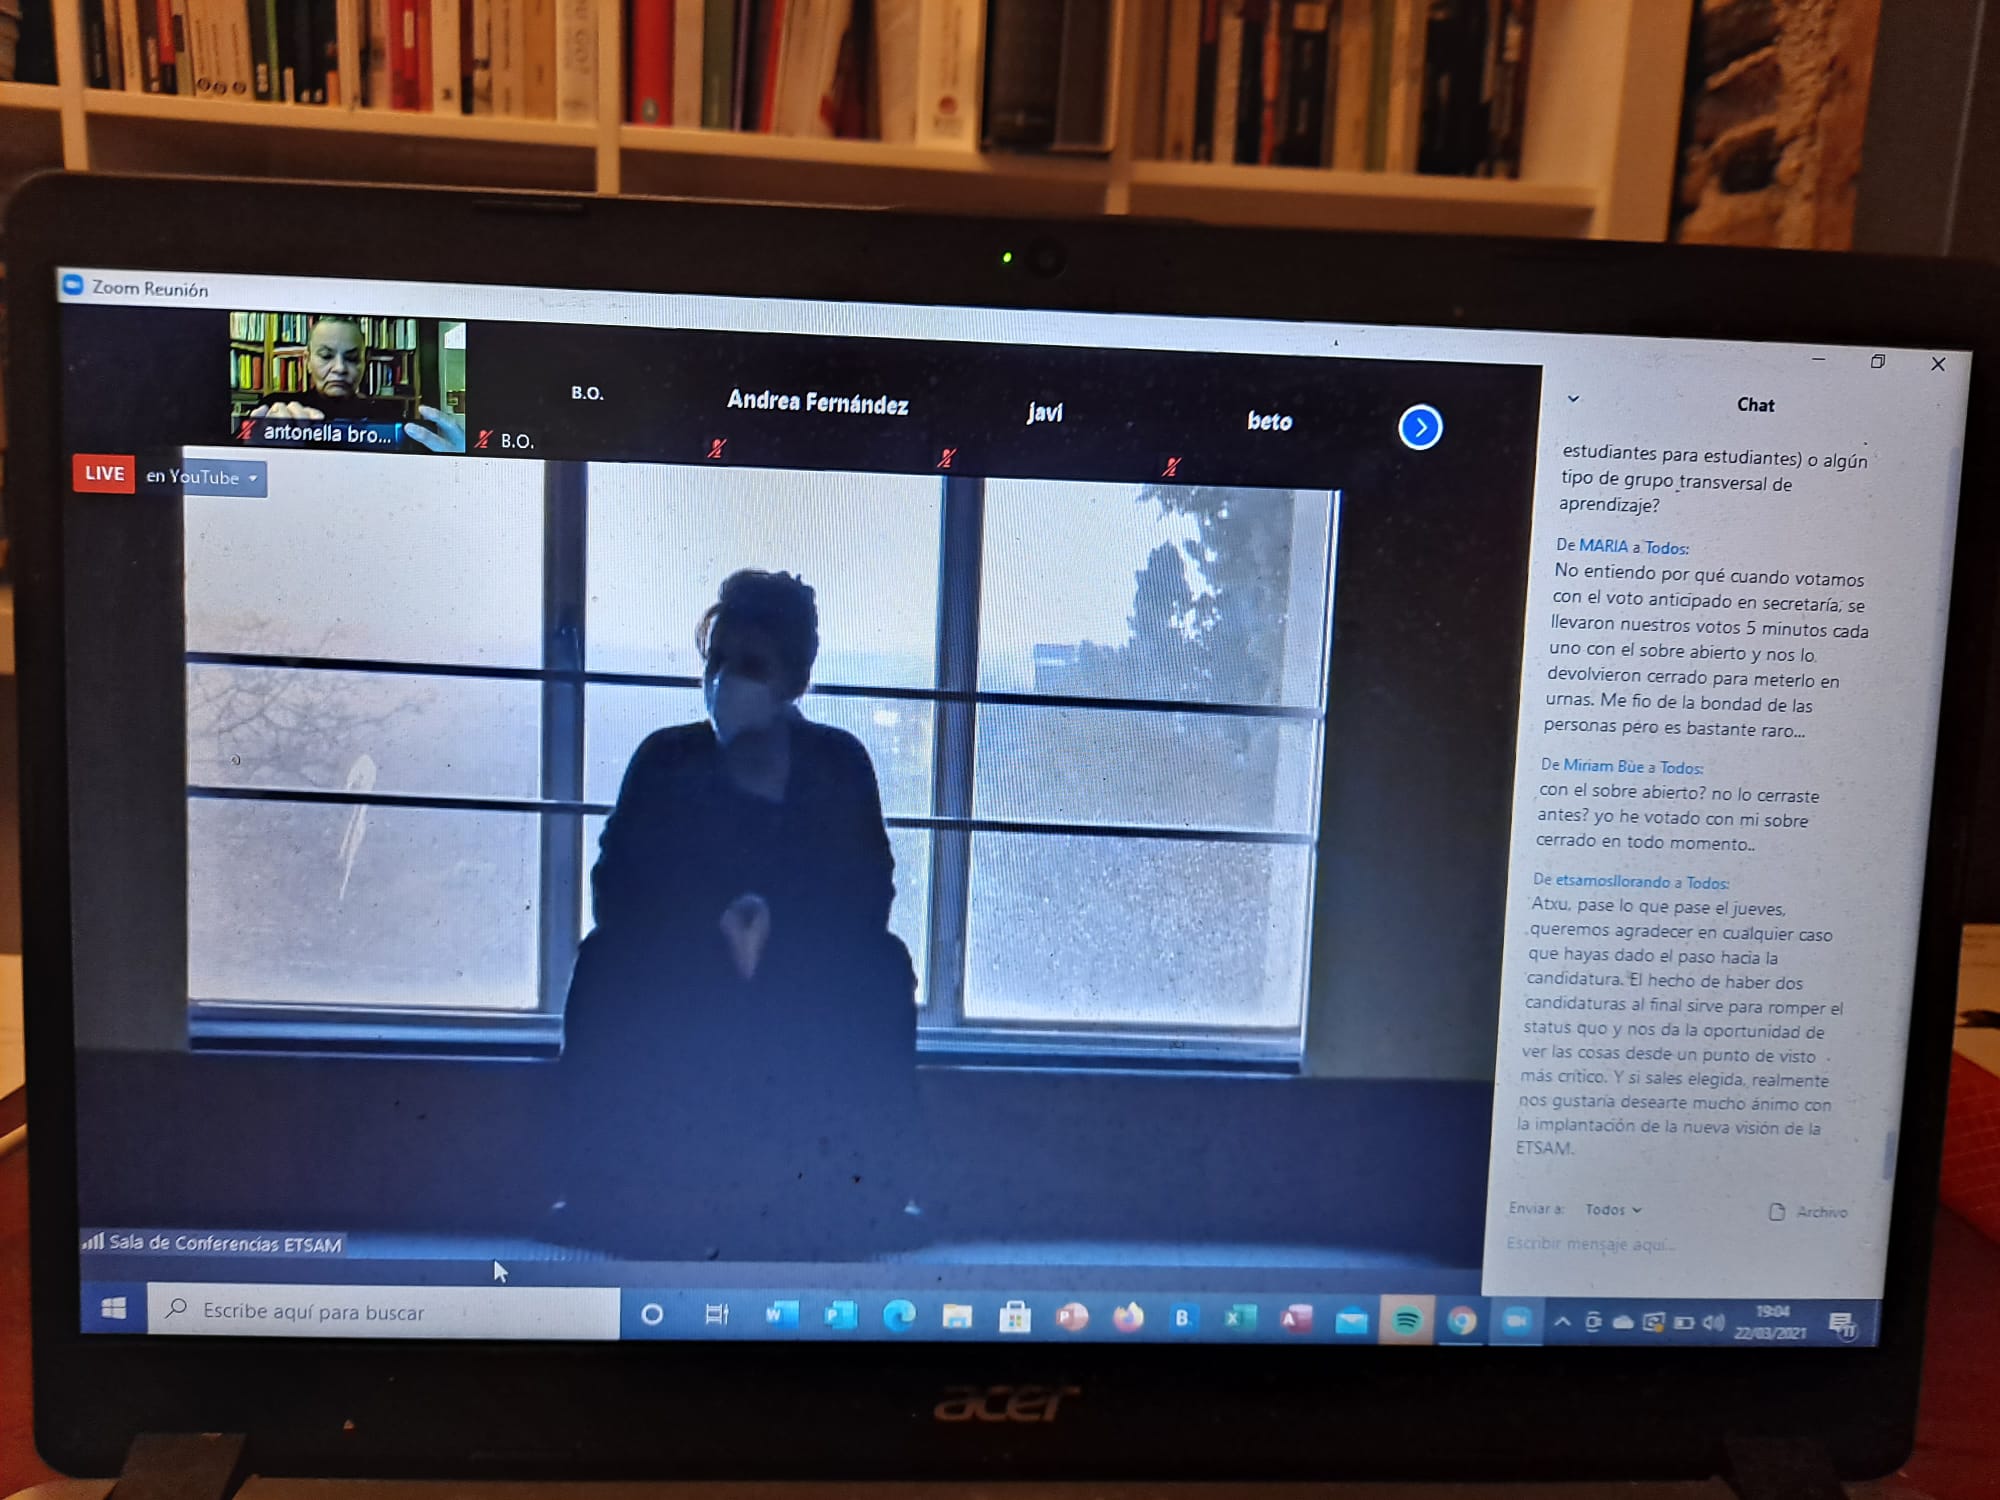 Zoom Reunión
antonella bro...
B.O.
B.O.
Andrea Fernández
javi
beto
LIVE en YouTube
Sala de Conferencias ETSAM
Chat
estudiantes para estudiantes) o algún
tipo de grupo transversal de
aprendizaje?
De MARIA a Todos:
No entiendo por qué cuando votamos
con el voto anticipado en secretaría, se
llevaron nuestros votos 5 minutos cada
uno con el sobre abierto y nos lo
devolvieron cerrado para meterlo en
urnas. Me fio de la bondad de las
personas pero es bastante raro...
De Miriam Bùe a Todos:
con el sobre abierto? no lo cerraste
antes? yo he votado con mi sobre
cerrado en todo momento..
De etsamosllorando a Todos:
Atxu, pase lo que pase el jueves,
queremos agradecer en cualquier caso
que hayas dado el paso hacia la
candidatura. El hecho de haber dos
candidaturas al final sirve para romper el
status quo y nos da la oportunidad de
ver las cosas desde un punto de visto
más crítico. Y si sales elegida, realmente
nos gustaría desearte mucho ánimo con
la implantación de la nueva visión de la
ETSAM.
Enviar a: Todos
Archivo
Escribir mensaje aquí...
Escribe aquí para buscar
19:04
22/03/2021
acer